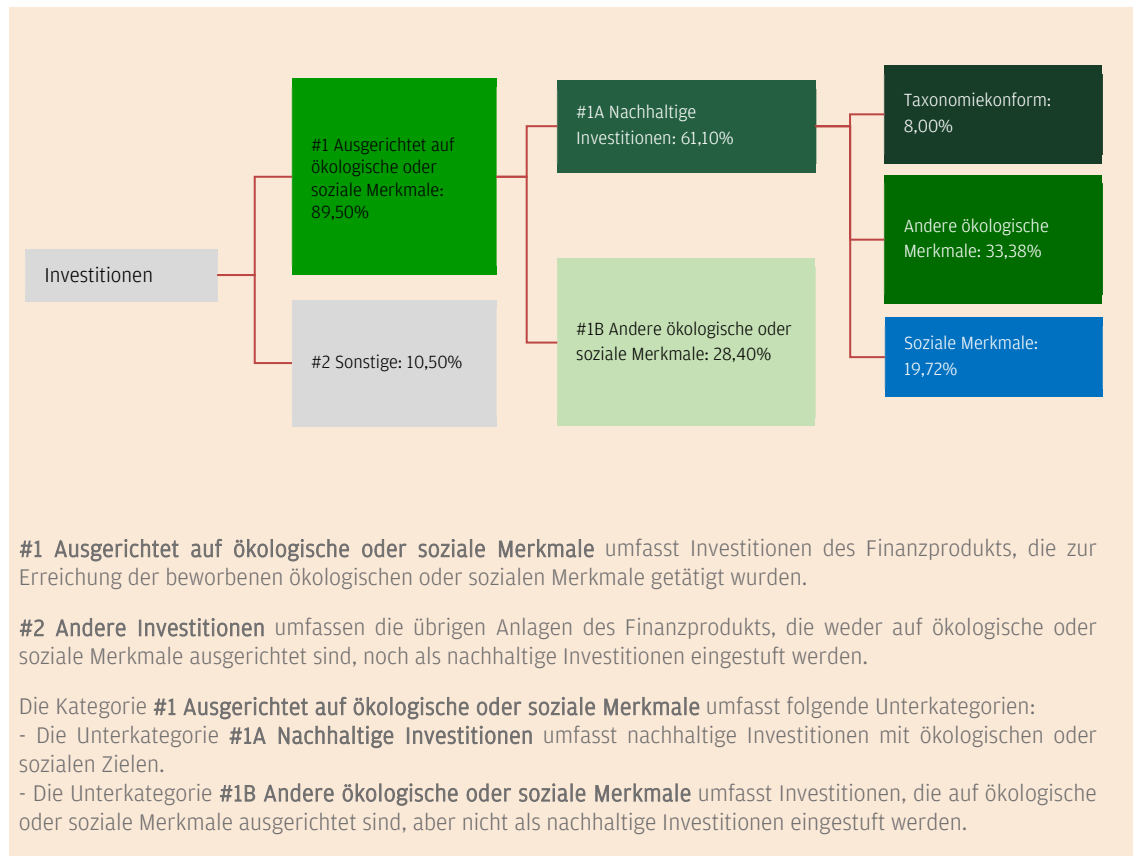 Investitionen
#1 Ausgerichtet auf
ökologische oder
soziale Merkmale:
89,50%
#2 Sonstige: 10,50%
#1A Nachhaltige
Investitionen: 61,10%
#1B Andere ökologische oder
soziale Merkmale: 28,40%
Taxonomiekonform:
8,00%
Andere ökologische
Merkmale: 33,38%
Soziale Merkmale:
19,72%
#1 Ausgerichtet auf ökologische oder soziale Merkmale umfasst Investitionen des Finanzprodukts, die zur
Erreichung der beworbenen ökologischen oder sozialen Merkmale getätigt wurden.
#2 Andere Investitionen umfassen die übrigen Anlagen des Finanzprodukts, die weder auf ökologische oder
soziale Merkmale ausgerichtet sind, noch als nachhaltige Investitionen eingestuft werden.
Die Kategorie #1 Ausgerichtet auf ökologische oder soziale Merkmale umfasst folgende Unterkategorien:
- Die Unterkategorie #1A Nachhaltige Investitionen umfasst nachhaltige Investitionen mit ökologischen oder
sozialen Zielen.
- Die Unterkategorie #1B Andere ökologische oder soziale Merkmale umfasst Investitionen, die auf ökologische
oder soziale Merkmale ausgerichtet sind, aber nicht als nachhaltige Investitionen eingestuft werden.